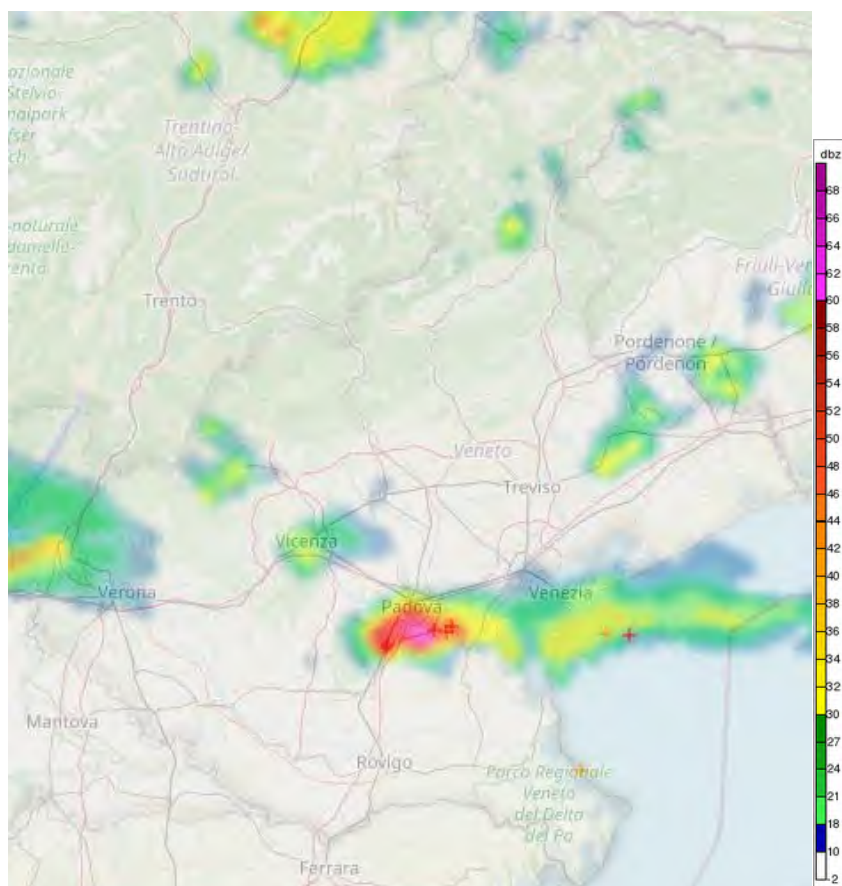 azionale
Stelvio-
naipark
fser
ch
Trentino-
Alto Adige/
Südtirol
-naturale
damello-
renta
Trento
Friuli-Ver
Giuli
Pordenone /
Pordenon
Veneto
Treviso
Vicenza
Verona
Padova
Venezia
Mantova
Rovigo
Parco Regionale
Veneto
del Delta
del Po
Ferrara
dbz
68
66
64
62
60
58
56
54
52
50
48
46
44
42
40
38
36
34
32
30
27
24
21
18
10
-2